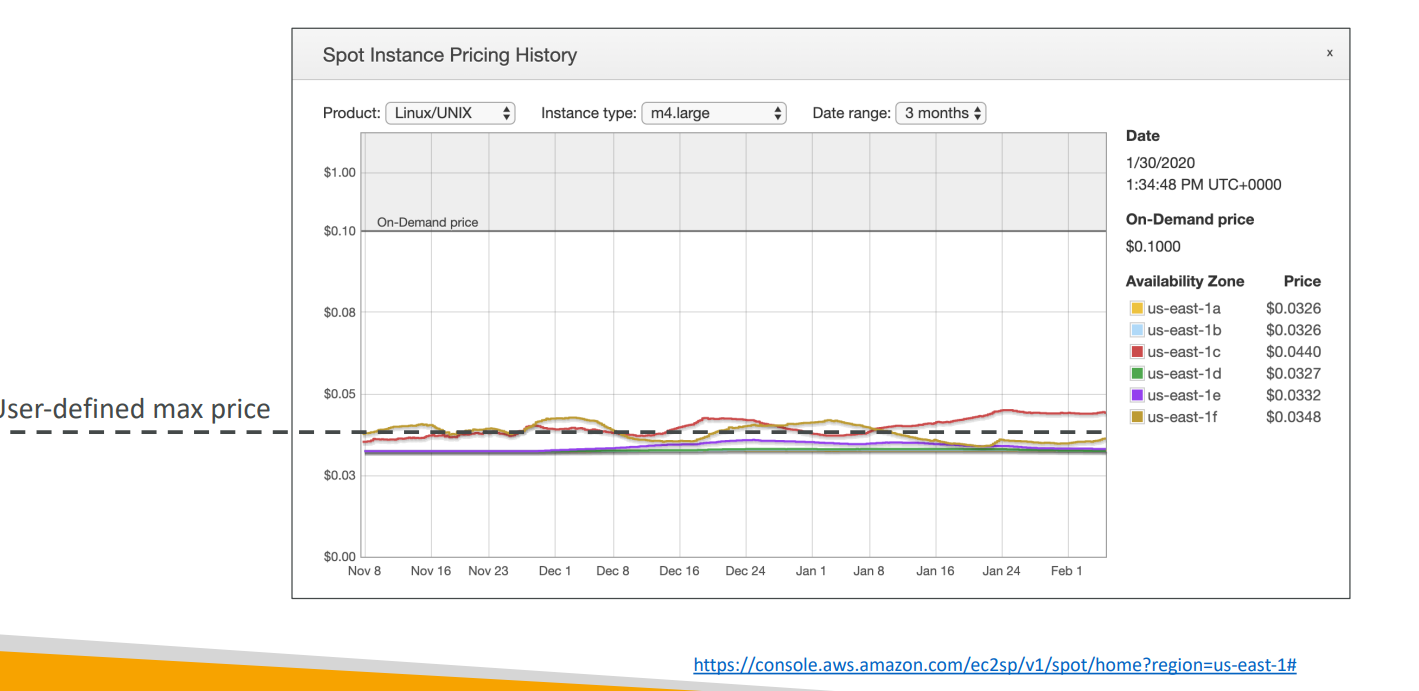 Spot Instance Pricing History
x
Product: Linux/UNIX Instance type: m4.large Date range: 3 months
$1.00
On-Demand price
$0.10
$0.08
$0.05
$0.03
$0.00
Nov 8 Nov 16 Nov 23 Dec 1 Dec 8 Dec 16 Dec 24 Jan 1 Jan 8 Jan 16 Jan 24 Feb 1
Date
1/30/2020
1:34:48 PM UTC+0000
On-Demand price
$0.1000
Availability Zone Price
us-east-1a $0.0326
us-east-1b $0.0326
us-east-1c $0.0440
us-east-1d $0.0327
us-east-1e $0.0332
us-east-1f $0.0348
User-defined max price
https://console.aws.amazon.com/ec2sp/v1/spot/home?region=us-east-1#